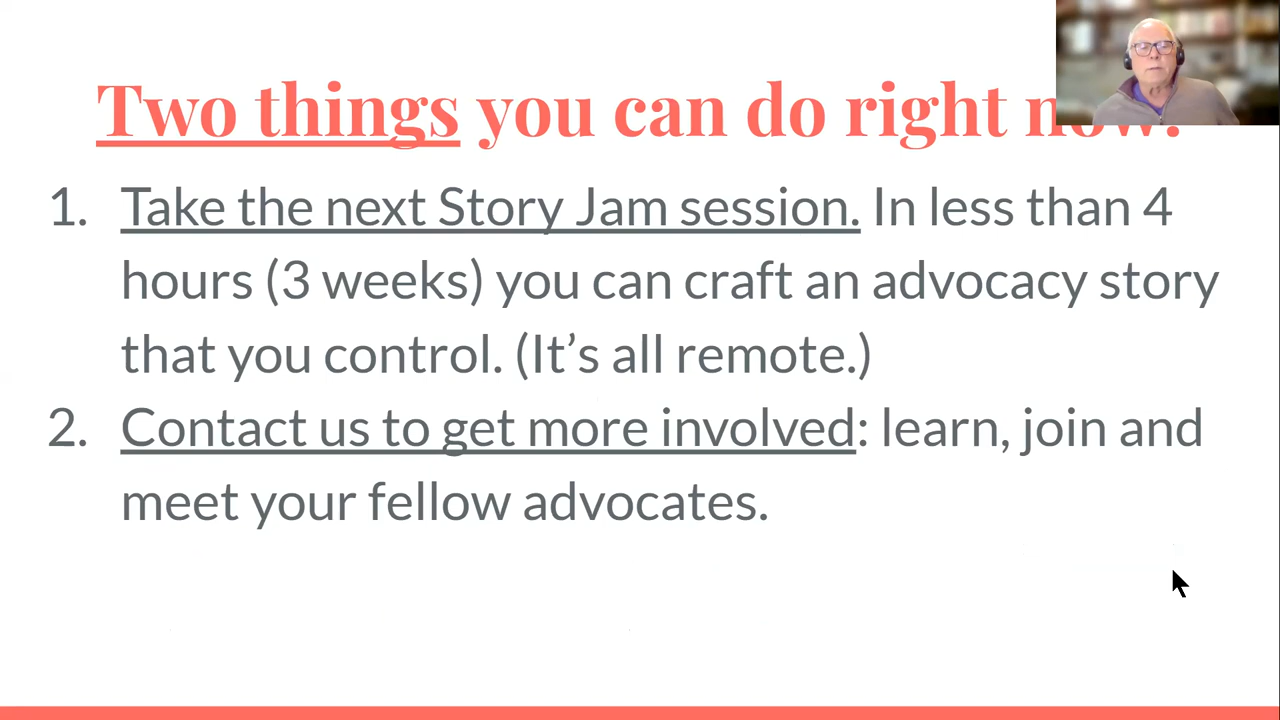 Two things you can do right now!
1. Take the next Story Jam session. In less than 4
hours (3 weeks) you can craft an advocacy story
that you control. (It's all remote.)
2. Contact us to get more involved: learn, join and
meet your fellow advocates.